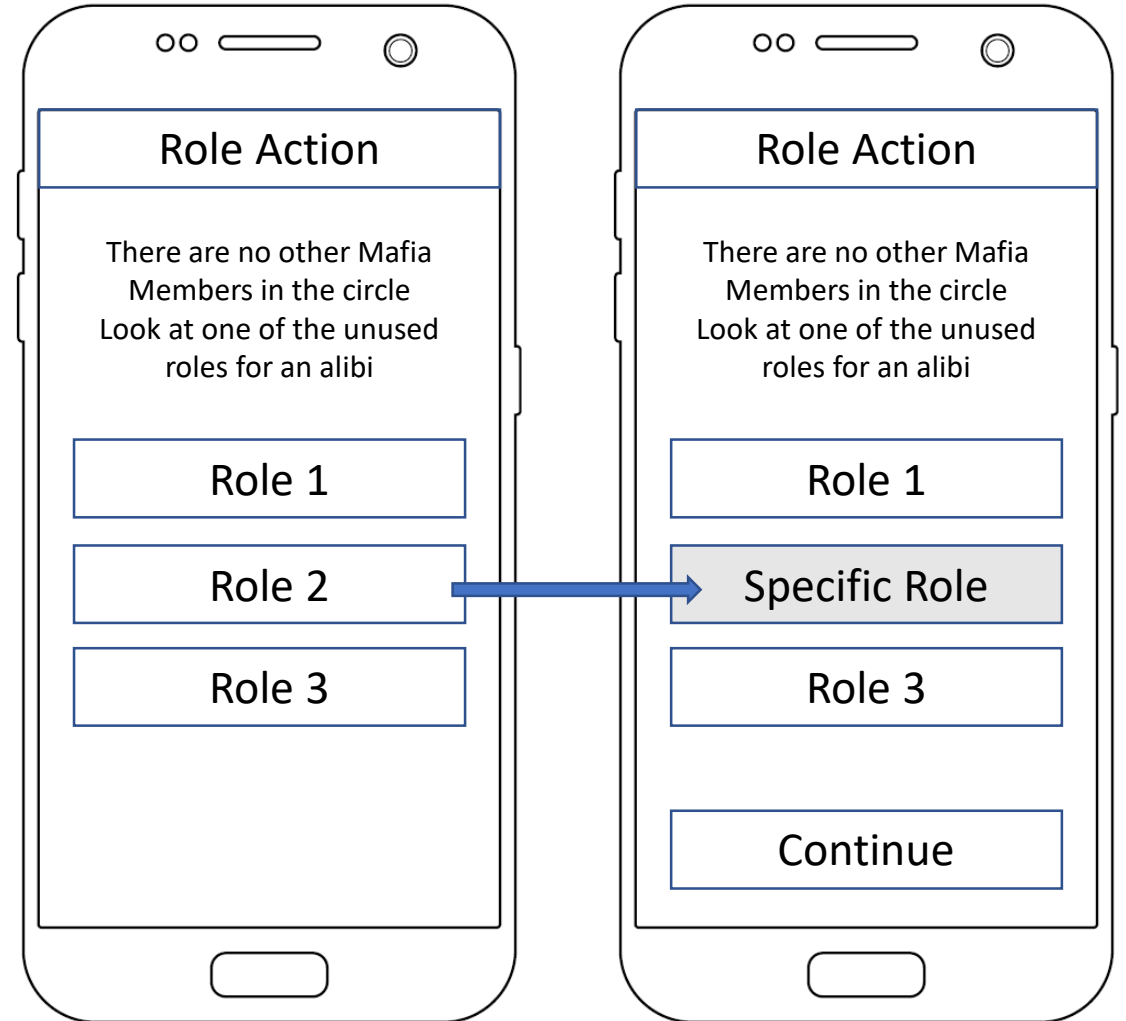 Role Action
There are no other Mafia
Members in the circle
Look at one of the unused
roles for an alibi
Role 1
Role 2
Role 3
Role Action
There are no other Mafia
Members in the circle
Look at one of the unused
roles for an alibi
Role 1
Specific Role
Role 3
Continue